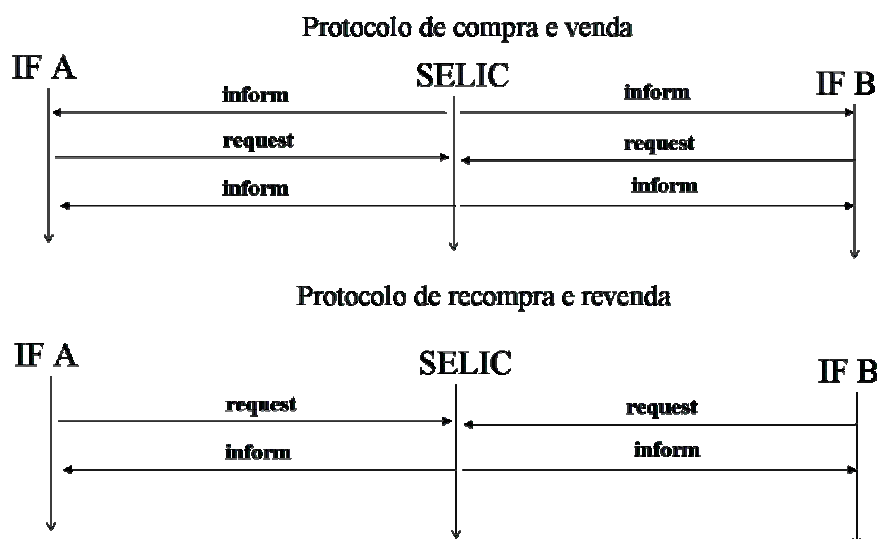 Protocolo de compra e venda
IF A SELIC IF B
inform inform
request request
inform inform
Protocolo de recompra e revenda
IF A SELIC IF B
request request
inform inform